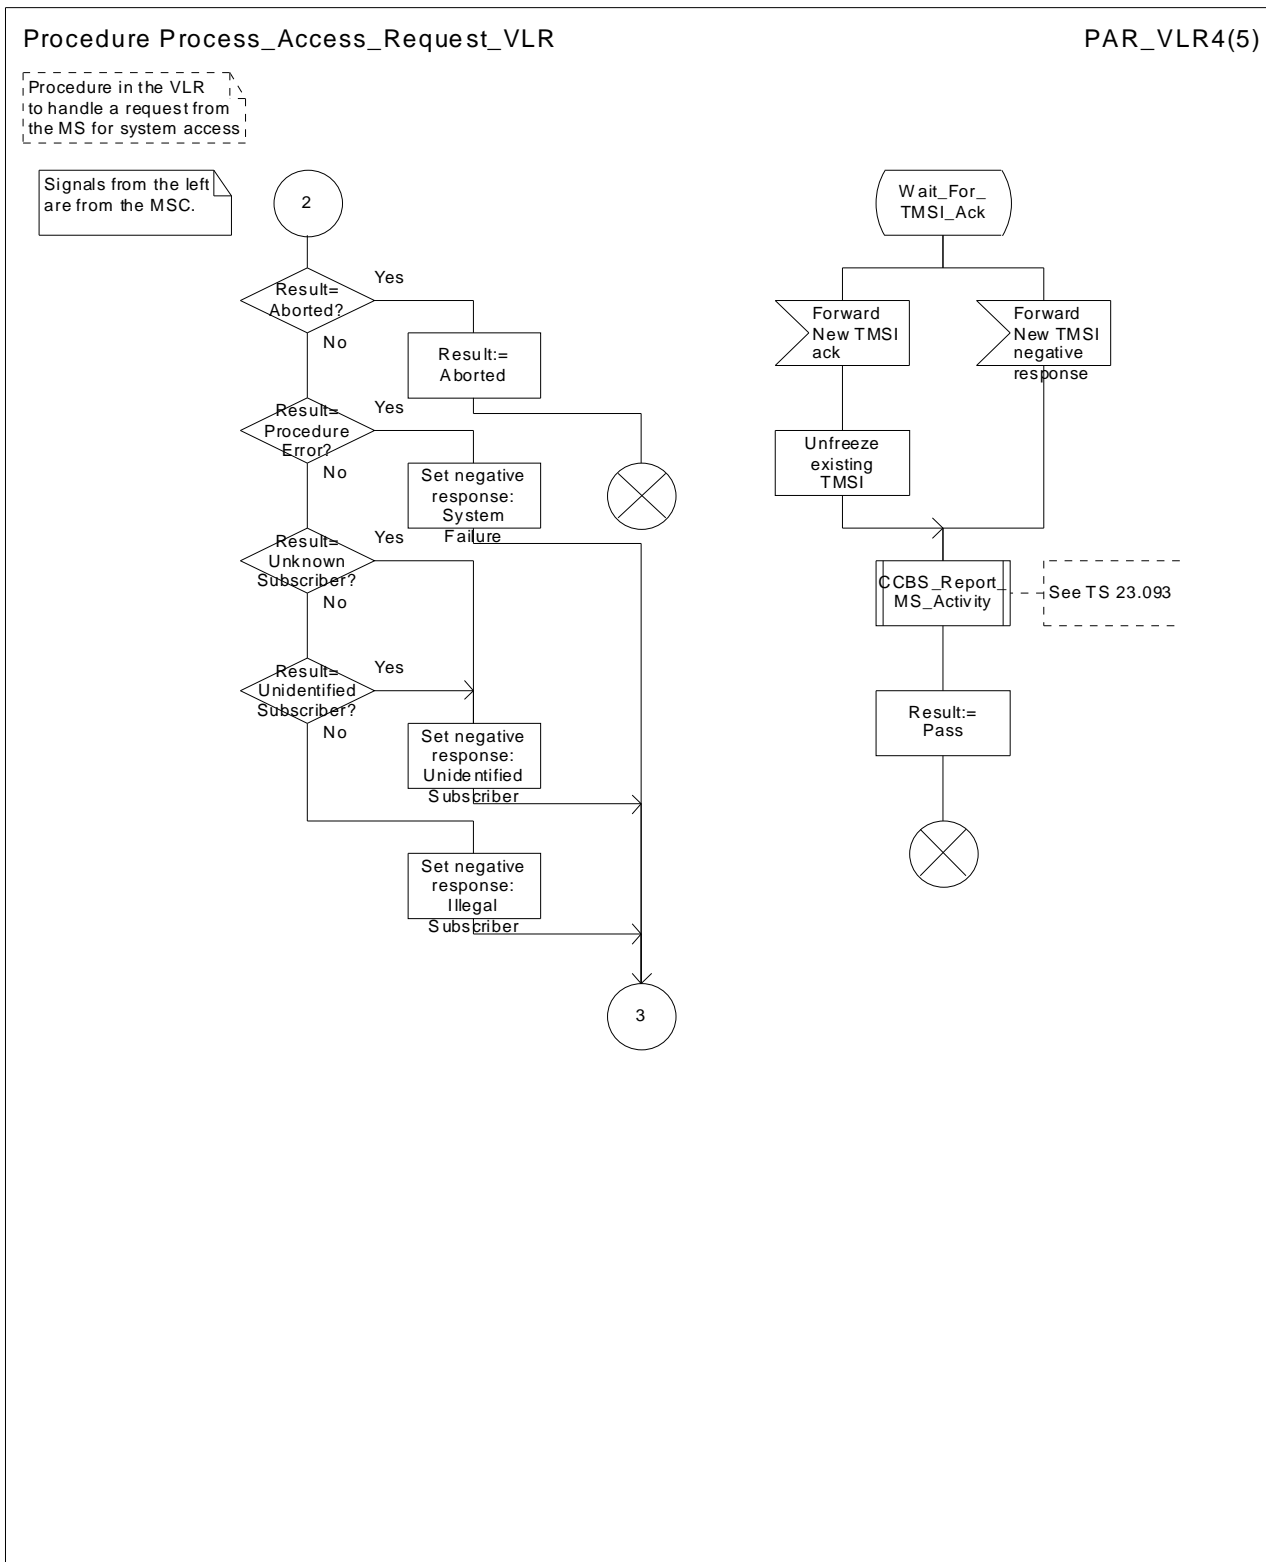 Procedure Process_Access_Request_VLR
PAR_VLR4(5)
Procedure in the VLR
to handle a request from
the MS for system access
Signals from the left
are from the MSC.
2
Result=
Aborted?
Yes
No
Result:=
Aborted
Result=
Procedure
Error?
Yes
No
Set negative
response:
System
Failure
Result=
Unknown
Subscriber?
Yes
No
Result=
Unidentified
Subscriber?
Yes
No
Set negative
response:
Unidentified
Subscriber
Set negative
response:
Illegal
Subscriber
3
Wait_For_
TMSI_Ack
Forward
New TMSI
ack
Forward
New TMSI
negative
response
Unfreeze
existing
TMSI
CCBS_Report_
MS_Activity
See TS 23.093
Result:=
Pass